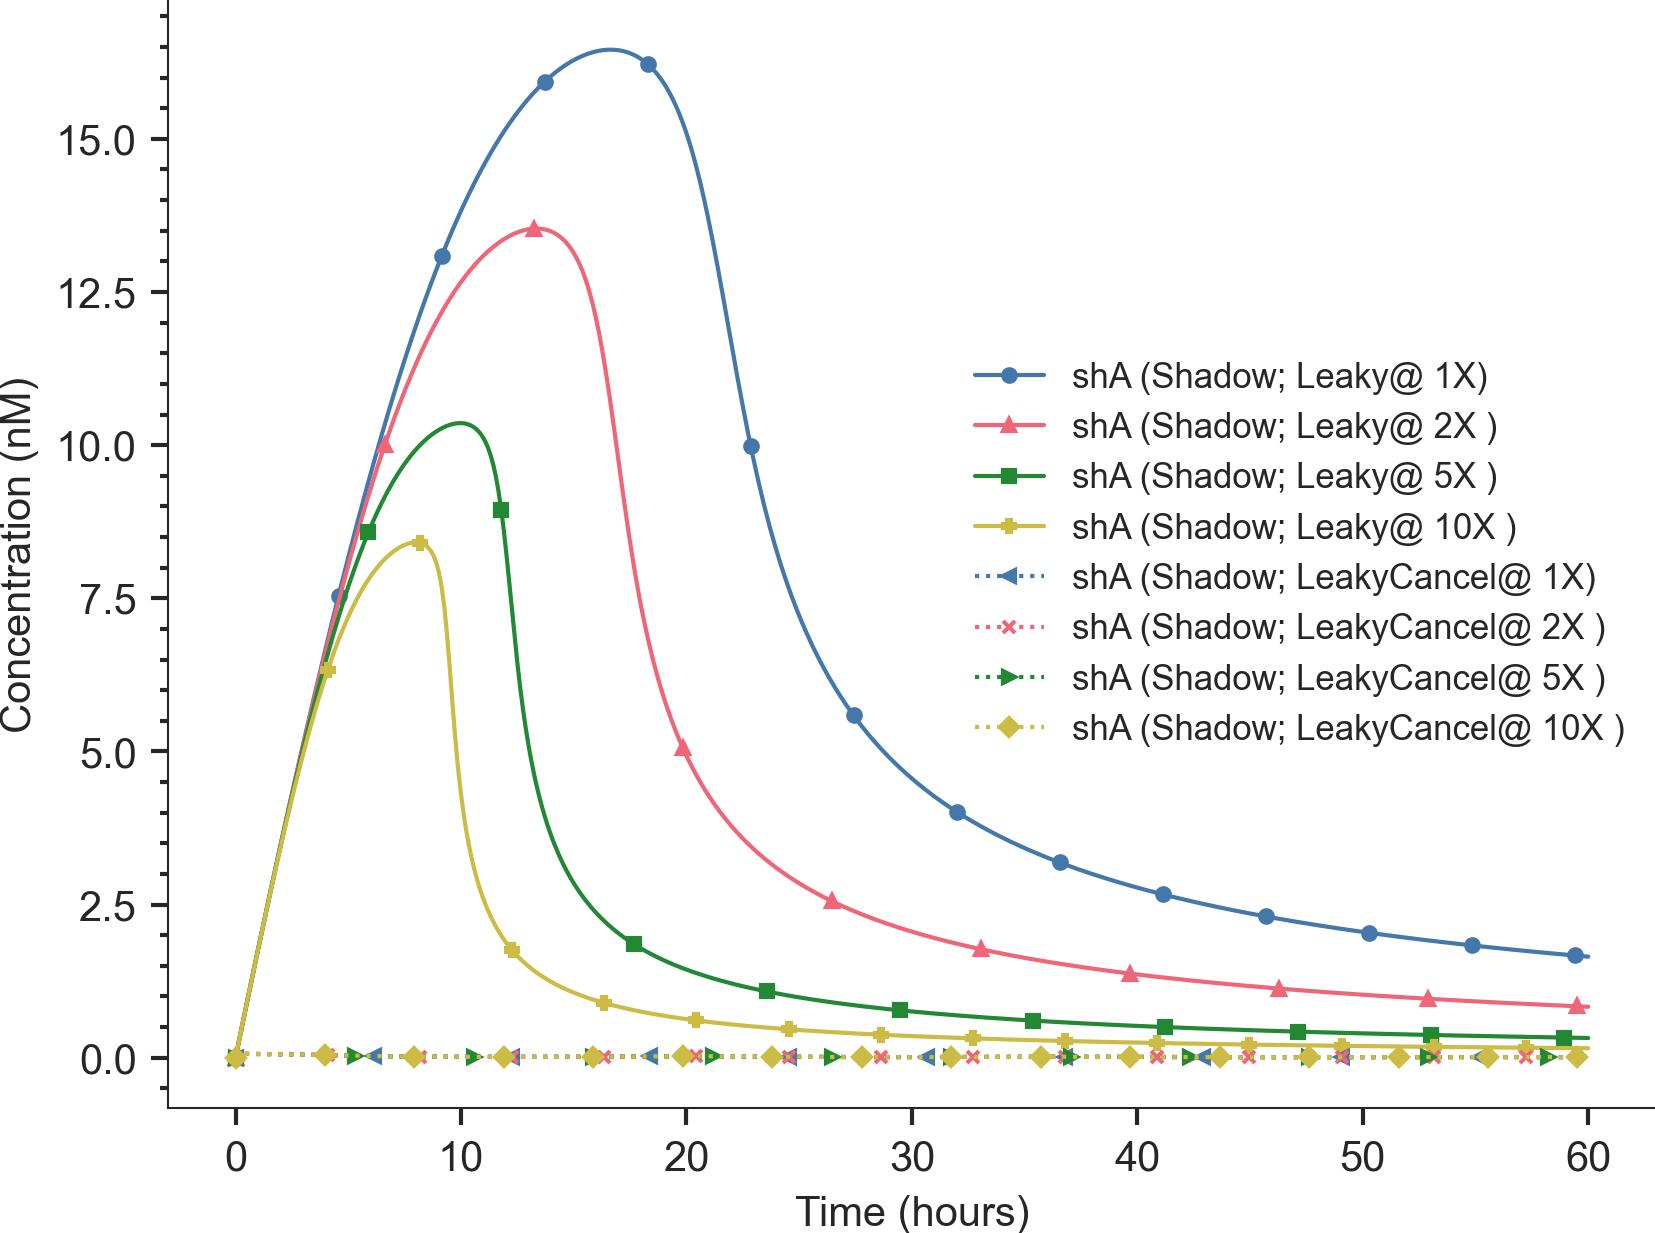 Concentration (nM)
15.0
12.5
10.0
7.5
5.0
2.5
0.0
shA (Shadow; Leaky@ 1X)
shA (Shadow; Leaky@ 2X )
shA (Shadow; Leaky@ 5X )
shA (Shadow; Leaky@ 10X )
shA (Shadow; LeakyCancel@ 1X)
shA (Shadow; LeakyCancel@ 2X )
shA (Shadow; LeakyCancel@ 5X )
shA (Shadow; LeakyCancel@ 10X )
0 10 20 30 40 50 60
Time (hours)